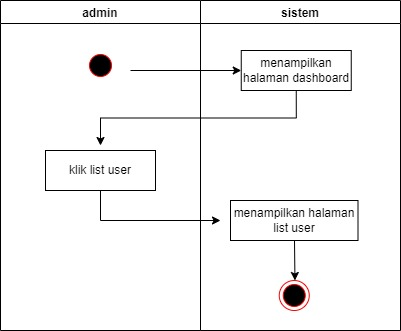 admin
sistem
menampilkan
halaman dashboard
klik list user
menampilkan halaman
list user